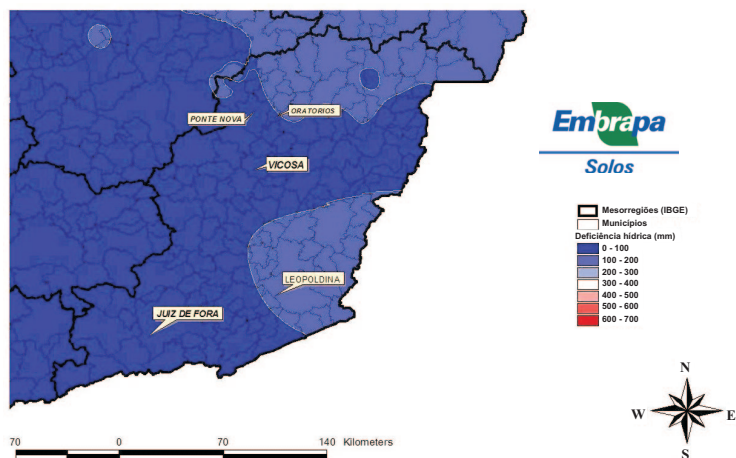 PONTE NOVA
ORATORIOS
VICOSA
LEOPOLDINA
JUIZ DE FORA
70 0 70 140 Kilometers
Embrapa
Solos
Mesorregiões (IBGE)
Municípios
Deficiência hídrica (mm)
0 - 100
100 - 200
200 - 300
300 - 400
400 - 500
500 - 600
600 - 700
N
W
E
S